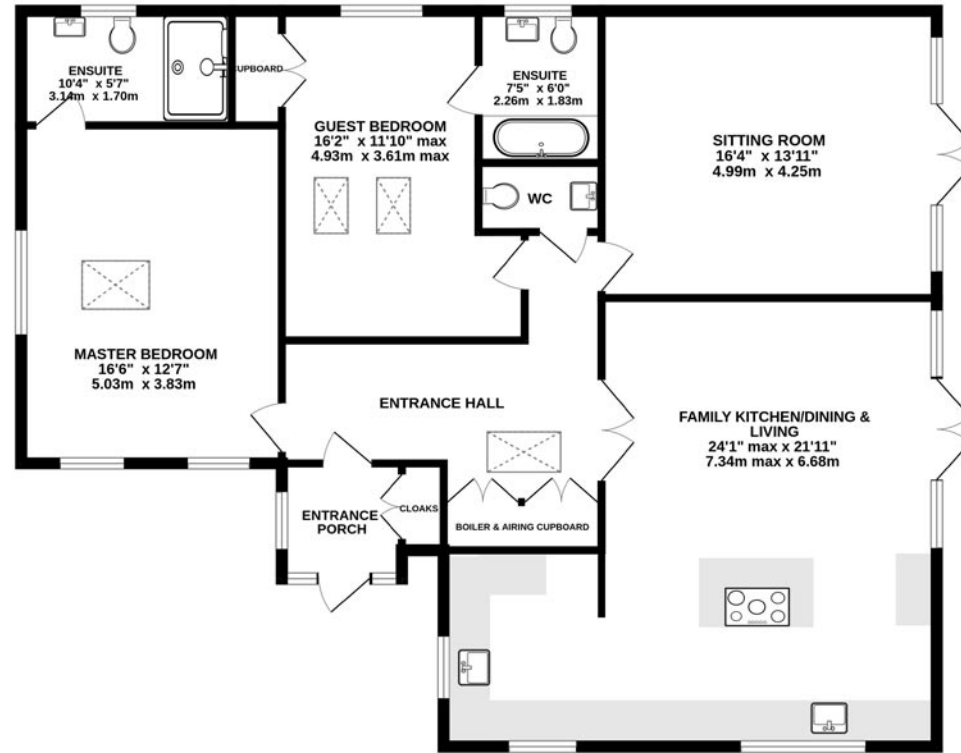 ENSUITE
10'4" x 5'7"
3.14m x 1.70m
CUPBOARD
GUEST BEDROOM
16'2" x 11'10" max
4.93m x 3.61m max
ENSUITE
7'5" x 6'0"
2.26m x 1.83m
WC
SITTING ROOM
16'4" x 13'11"
4.99m x 4.25m
MASTER BEDROOM
16'6" x 12'7"
5.03m x 3.83m
ENTRANCE HALL
FAMILY KITCHEN/DINING &
LIVING
24'1" max x 21'11"
7.34m max x 6.68m
ENTRANCE
PORCH
CLOAKS
BOILER & AIRING CUPBOARD